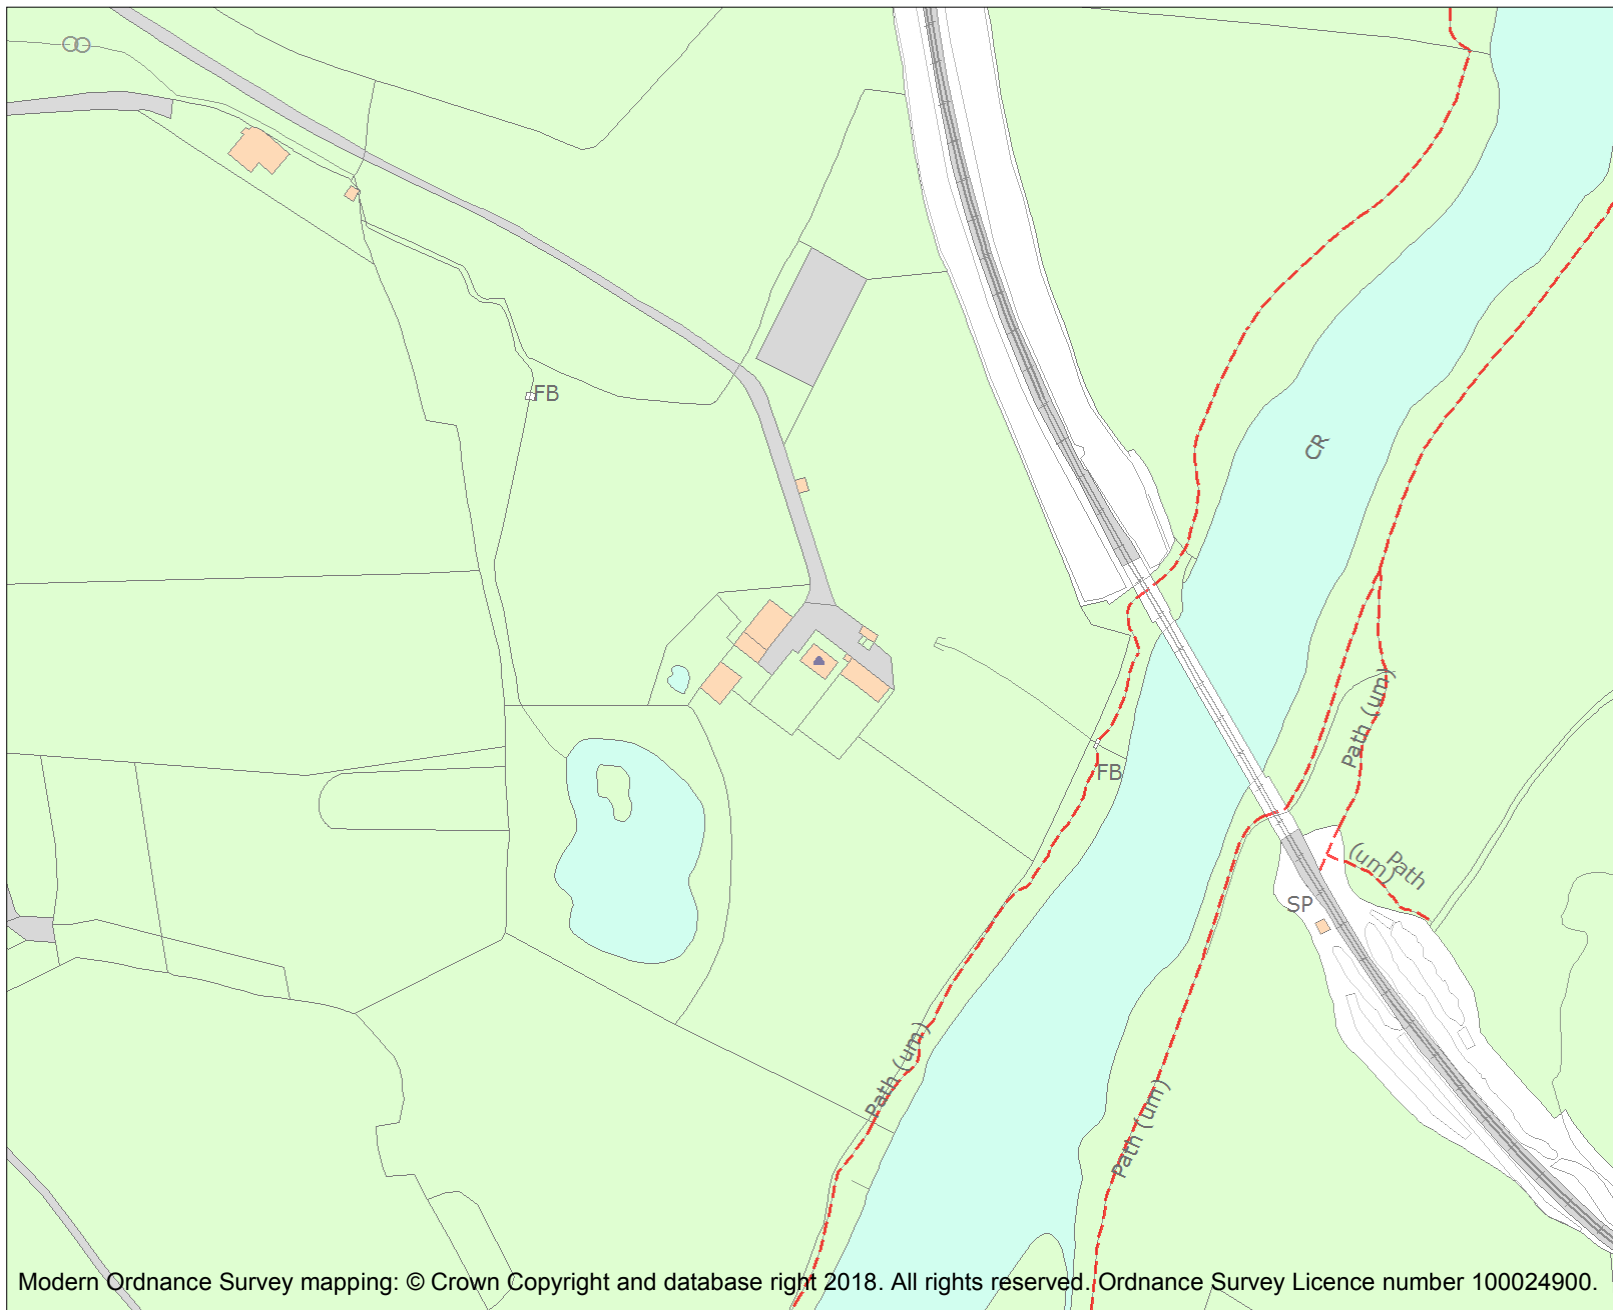 FB
CR
Path (um)
FB
Path
(um)
SP
Path (um)
Path (um)
Modern Ordnance Survey mapping: © Crown Copyright and database right 2018. All rights reserved. Ordnance Survey Licence number 100024900.